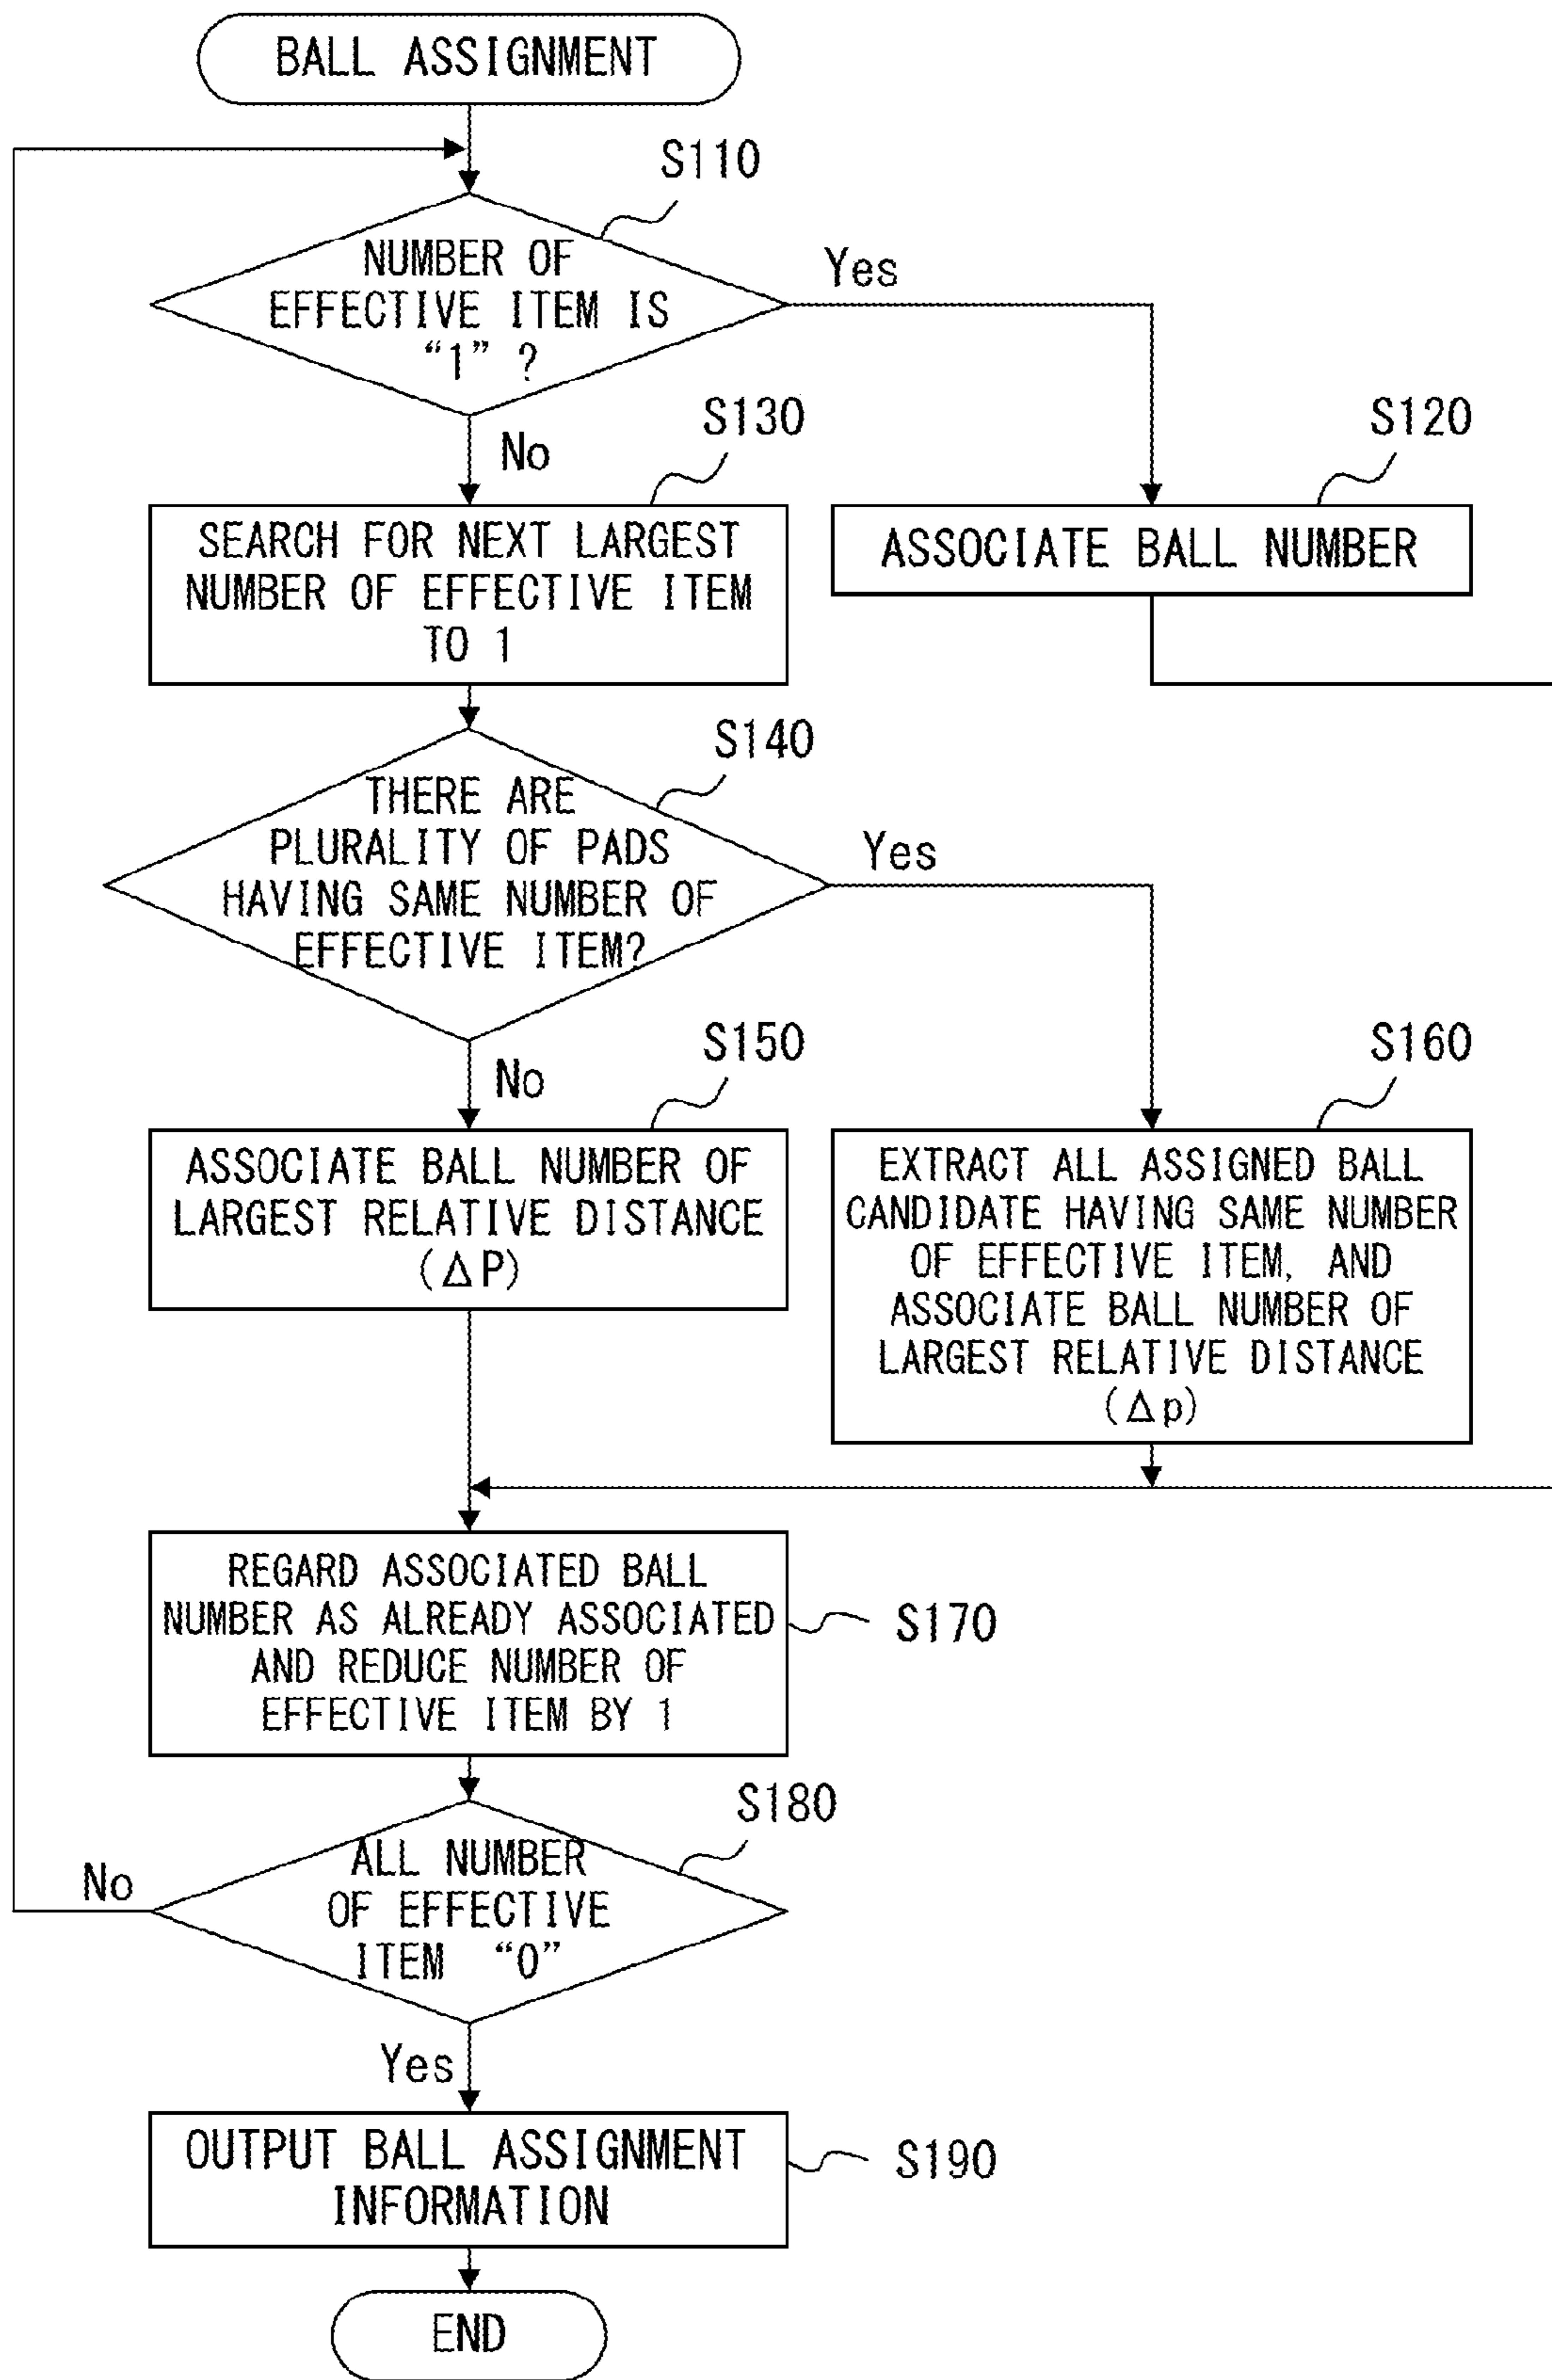 BALL ASSIGNMENT
S110
NUMBER OF
EFFECTIVE ITEM IS
“1” ?
Yes
No
S130
SEARCH FOR NEXT LARGEST
NUMBER OF EFFECTIVE ITEM
TO 1
S120
ASSOCIATE BALL NUMBER
S140
THERE ARE
PLURALITY OF PADS
HAVING SAME NUMBER OF
EFFECTIVE ITEM?
Yes
No
S150
ASSOCIATE BALL NUMBER OF
LARGEST RELATIVE DISTANCE
(ΔP)
S160
EXTRACT ALL ASSIGNED BALL
CANDIDATE HAVING SAME NUMBER
OF EFFECTIVE ITEM, AND
ASSOCIATE BALL NUMBER OF
LARGEST RELATIVE DISTANCE
(Δp)
REGARD ASSOCIATED BALL
NUMBER AS ALREADY ASSOCIATED
AND REDUCE NUMBER OF
EFFECTIVE ITEM BY 1
S170
S180
ALL NUMBER
OF EFFECTIVE
ITEM “0”
No
Yes
OUTPUT BALL ASSIGNMENT
INFORMATION
S190
END